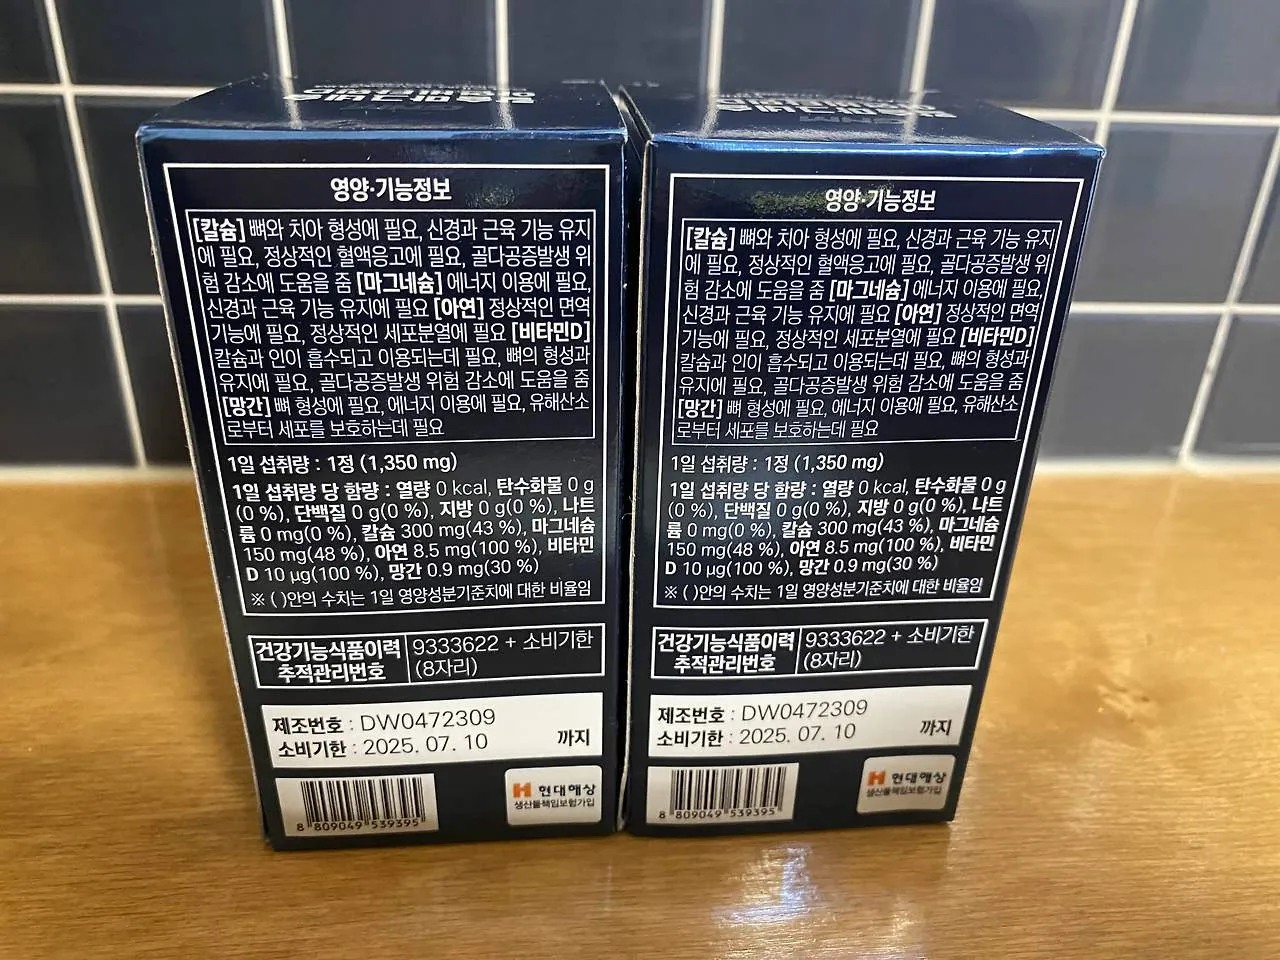 영양·기능정보
[칼슘] 뼈와 치아 형성에 필요, 신경과 근육 기능 유지
에 필요, 정상적인 혈액응고에 필요, 골다공증발생 위
험 감소에 도움을 줌 [마그네슘] 에너지 이용에 필요,
신경과 근육 기능 유지에 필요 [아연] 정상적인 면역
기능에 필요, 정상적인 세포분열에 필요 [비타민D]
칼슘과 인이 흡수되고 이용되는데 필요, 뼈의 형성과
유지에 필요, 골다공증발생 위험 감소에 도움을 줌
[망간] 뼈 형성에 필요, 에너지 이용에 필요, 유해산소
로부터 세포를 보호하는데 필요
1일 섭취량 : 1정 (1,350 mg)
1일 섭취량 당 함량 : 열량 0 kcal, 탄수화물 0 g
(0 %), 단백질 0 g(0 %), 지방 0 g(0 %), 나트
륨 0 mg(0 %), 칼슘 300 mg(43 %), 마그네슘
150 mg(48 %), 아연 8.5 mg(100 %), 비타민
D 10 µg(100 %), 망간 0.9 mg(30 %)
※ ( )안의 수치는 1일 영양성분기준치에 대한 비율임
건강기능식품이력
추적관리번호
9333622 + 소비기한
(8자리)
제조번호 : DW0472309
소비기한 : 2025. 07. 10 까지
8 809049 539395
현대해상
생산물책임보험가입
영양·기능정보
[칼슘] 뼈와 치아 형성에 필요, 신경과 근육 기능 유지
에 필요, 정상적인 혈액응고에 필요, 골다공증발생 위
험 감소에 도움을 줌 [마그네슘] 에너지 이용에 필요,
신경과 근육 기능 유지에 필요 [아연] 정상적인 면역
기능에 필요, 정상적인 세포분열에 필요 [비타민D]
칼슘과 인이 흡수되고 이용되는데 필요, 뼈의 형성과
유지에 필요, 골다공증발생 위험 감소에 도움을 줌
[망간] 뼈 형성에 필요, 에너지 이용에 필요, 유해산소
로부터 세포를 보호하는데 필요
1일 섭취량 : 1정 (1,350 mg)
1일 섭취량 당 함량 : 열량 0 kcal, 탄수화물 0 g
(0 %), 단백질 0 g(0 %), 지방 0 g(0 %), 나트
륨 0 mg(0 %), 칼슘 300 mg(43 %), 마그네슘
150 mg(48 %), 아연 8.5 mg(100 %), 비타민
D 10 µg(100 %), 망간 0.9 mg(30 %)
※ ( )안의 수치는 1일 영양성분기준치에 대한 비율임
건강기능식품이력
추적관리번호
9333622 + 소비기한
(8자리)
제조번호 : DW0472309
소비기한 : 2025. 07. 10 까지
8 809049 539395
현대해상
생산물책임보험가입